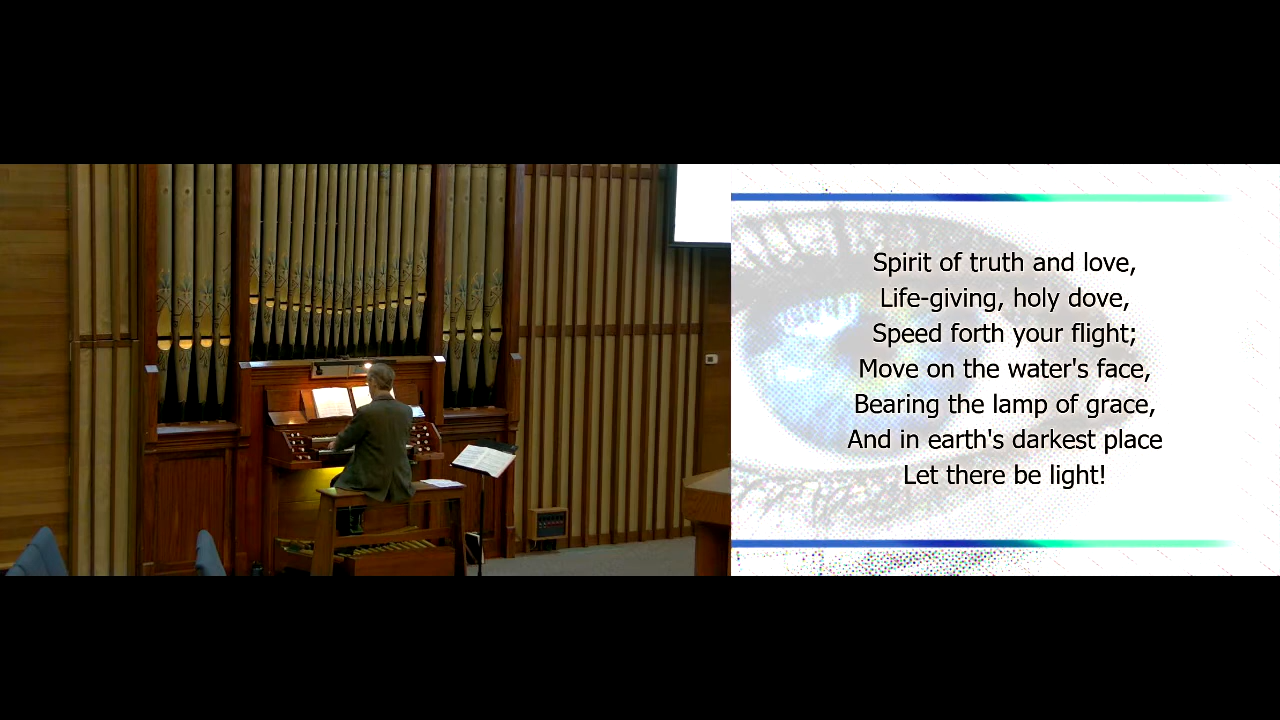 Spirit of truth and love,
Life-giving, holy dove,
Speed forth your flight;
Move on the water's face,
Bearing the lamp of grace,
And in earth's darkest place
Let there be light!